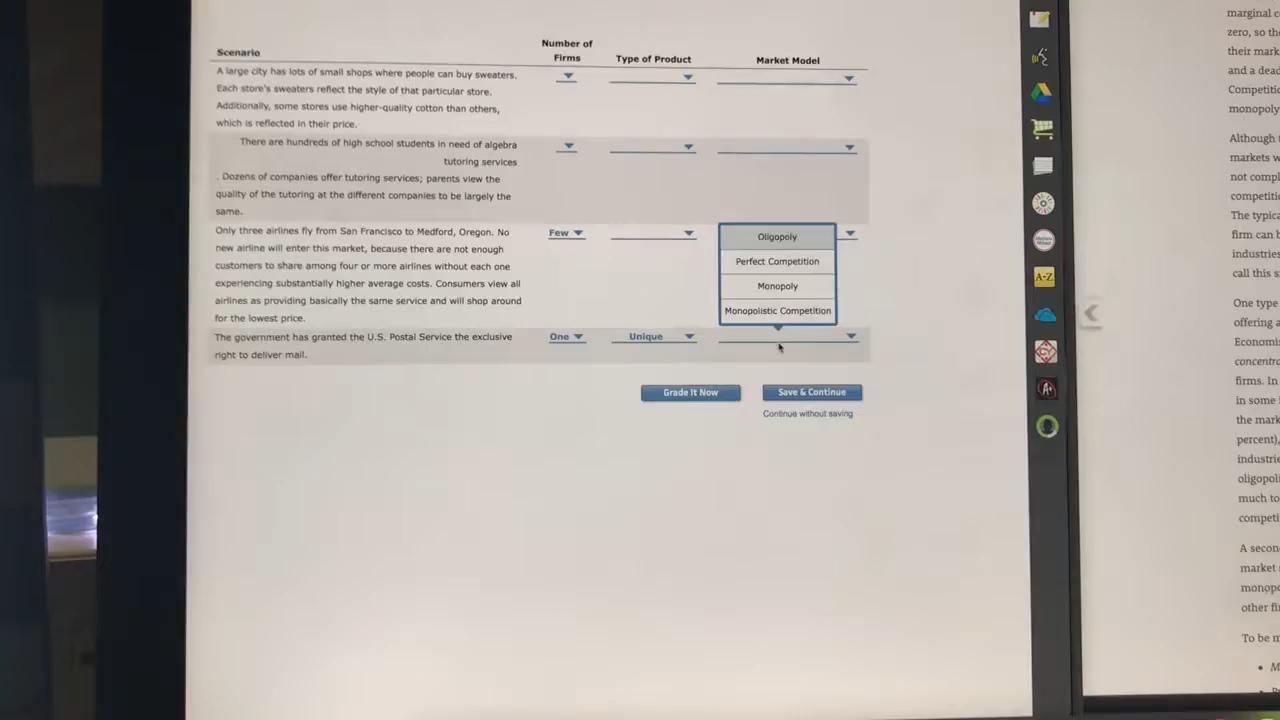 Scenario
Number of
Firms
Type of Product
Market Model
A large city has lots of small shops where people can buy sweaters.
Each store's sweaters reflect the style of that particular store.
Additionally, some stores use higher-quality cotton than others,
which is reflected in their price.
There are hundreds of high school students in need of algebra
tutoring services
. Dozens of companies offer tutoring services; parents view the
quality of the tutoring at the different companies to be largely the
same.
Only three airlines fly from San Francisco to Medford, Oregon. No
new airline will enter this market, because there are not enough
customers to share among four or more airlines without each one
experiencing substantially higher average costs. Consumers view all
airlines as providing basically the same service and will shop around
for the lowest price.
Few
Oligopoly
Perfect Competition
Monopoly
Monopolistic Competition
The government has granted the U.S. Postal Service the exclusive
right to deliver mail.
One
Unique
Grade It Now
Save & Continue
Continue without saving
A-Z
A+
marginal
zero, so
their mark
and a dead
Competiti
monopoly
Although
markets w
not compl
competiti
The typica
firm can b
industries
call this s
One type
offering a
Economis
concentra
firms. In
in some
the mark
percent),
industrie
oligopoli
much to
competi
A secon
market
monopo
other fi
To be m